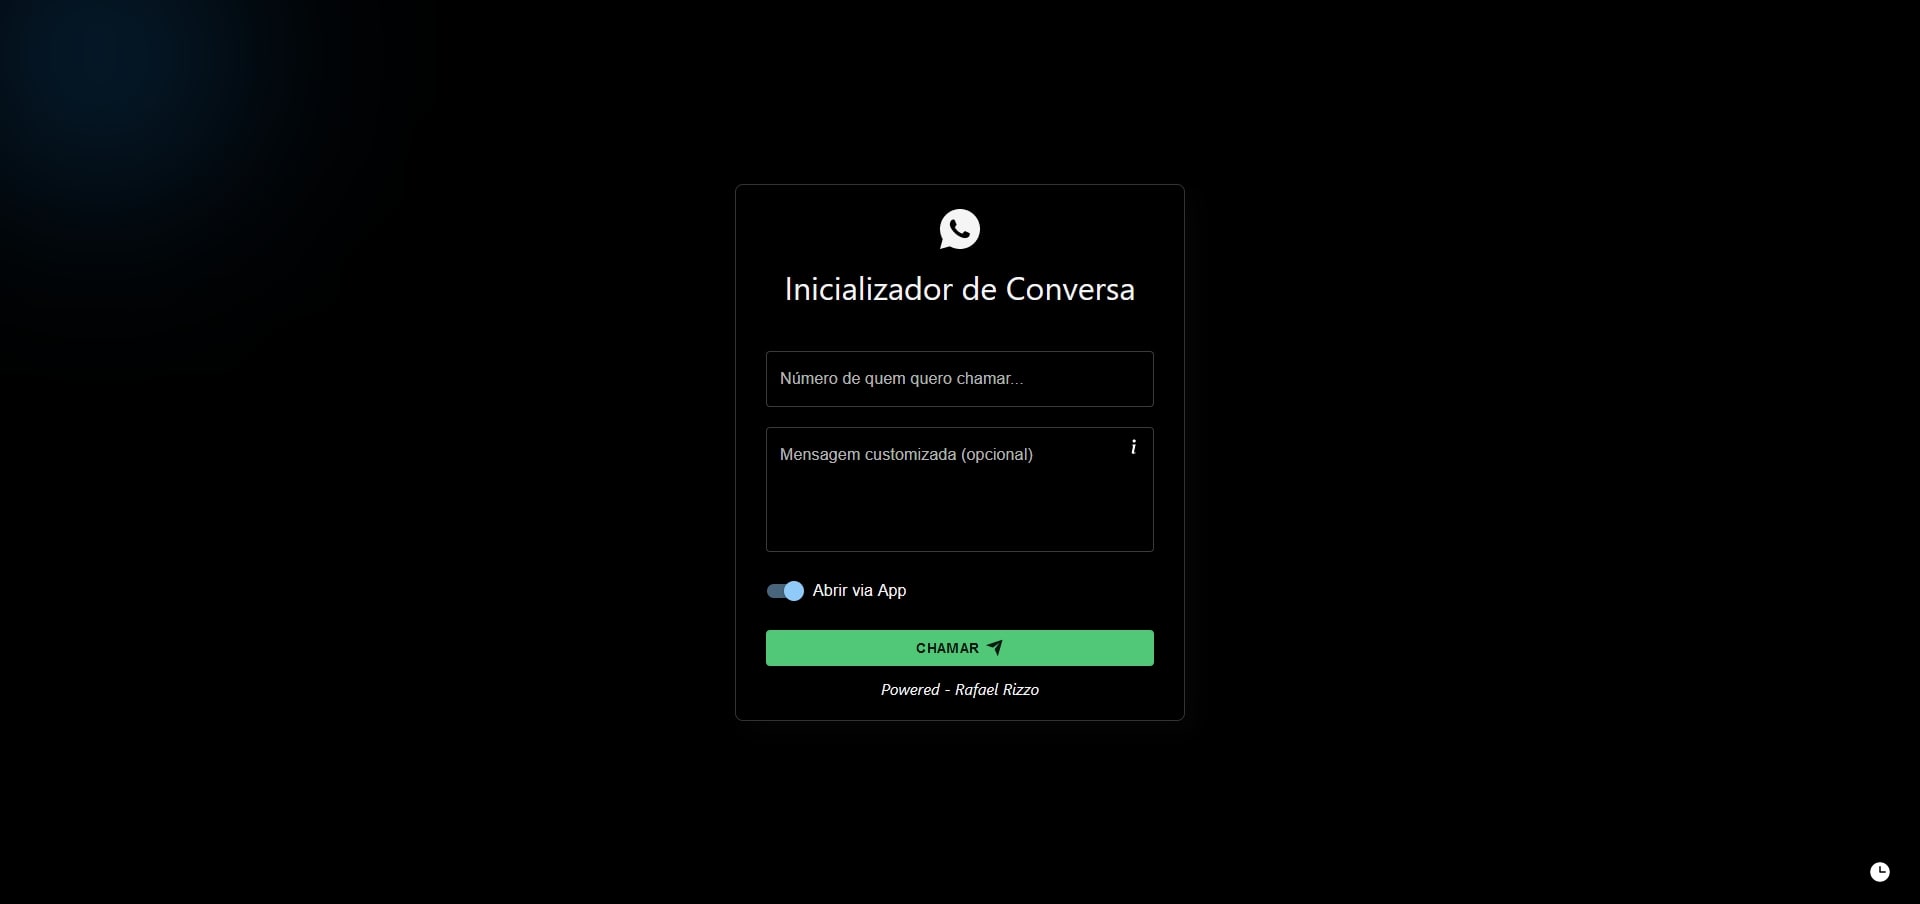 Inicializador de Conversa
Número de quem quero chamar...
Mensagem customizada (opcional)
i
Abrir via App
CHAMAR
Powered - Rafael Rizzo